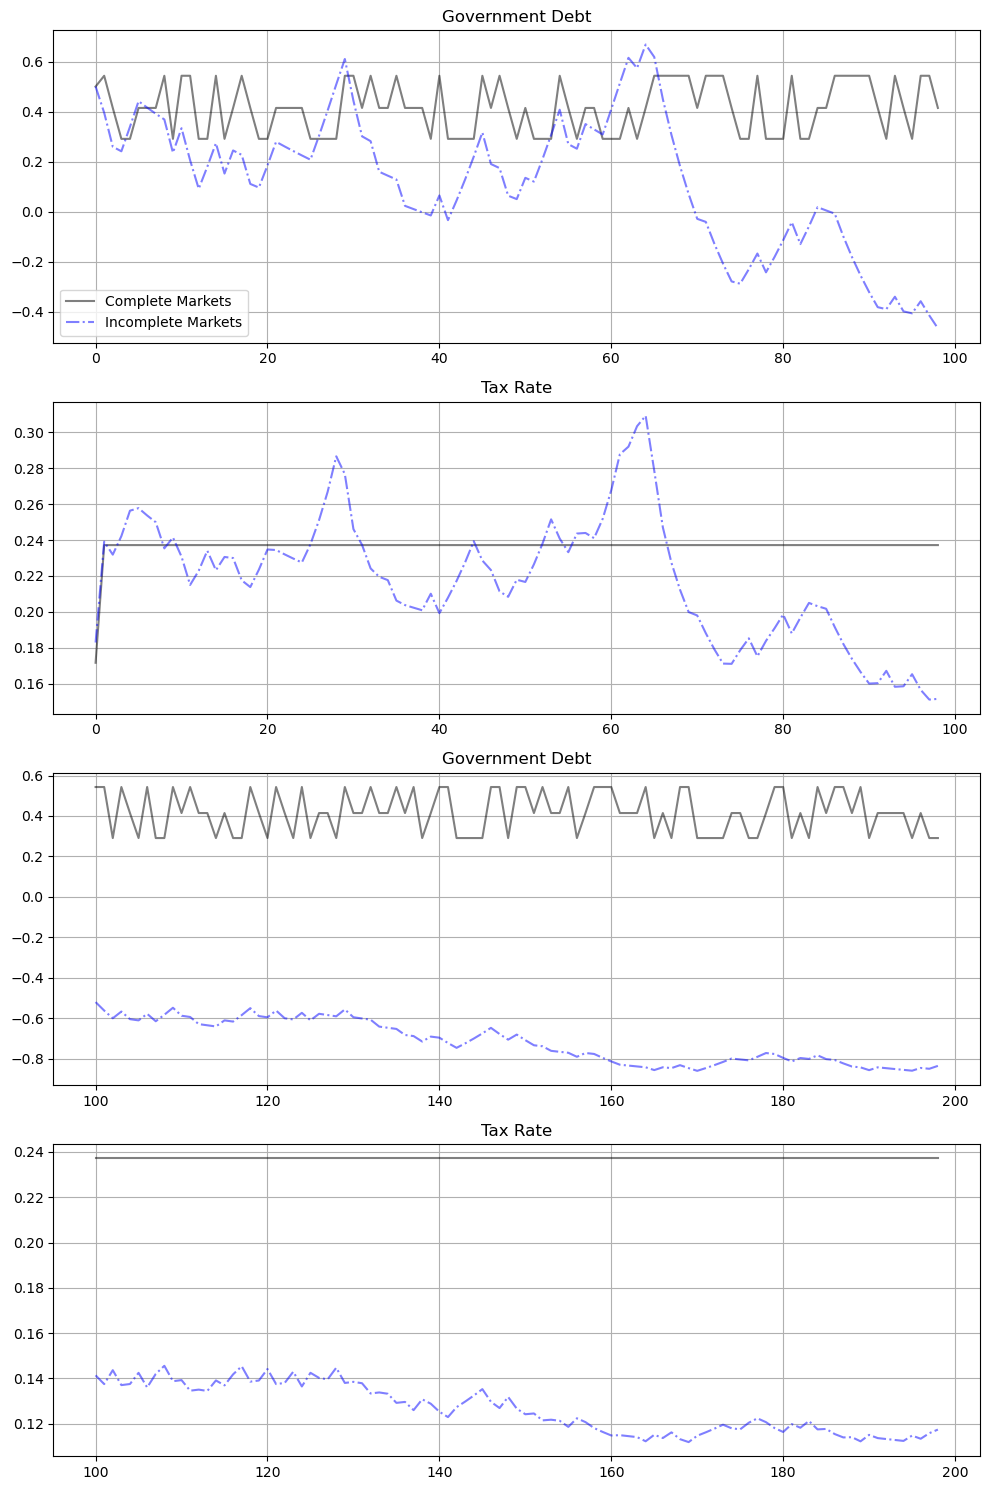 Government Debt
0.6
0.4
0.2
0.0
−0.2
−0.4
Complete Markets
Incomplete Markets
0 20 40 60 80 100
Tax Rate
0.30
0.28
0.26
0.24
0.22
0.20
0.18
0.16
0 20 40 60 80 100
Government Debt
0.6
0.4
0.2
0.0
−0.2
−0.4
−0.6
−0.8
100 120 140 160 180 200
Tax Rate
0.24
0.22
0.20
0.18
0.16
0.14
0.12
100 120 140 160 180 200